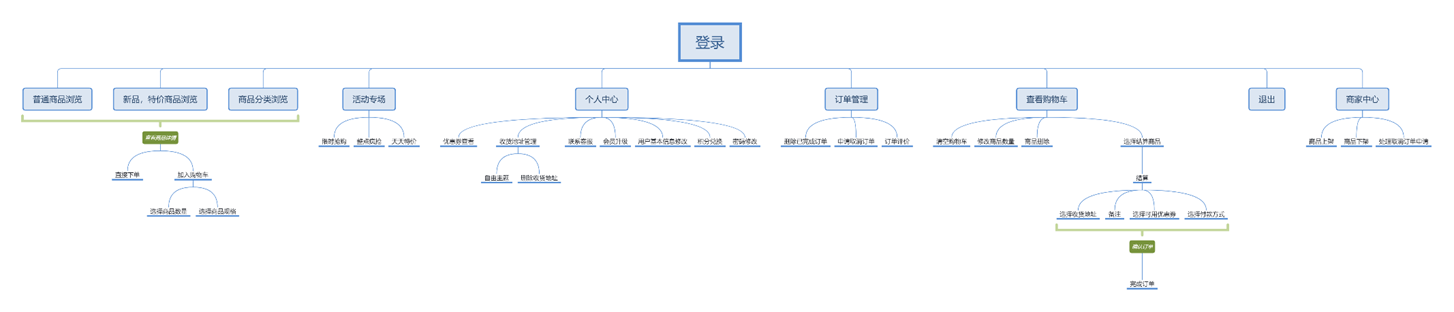 登录
普通商品浏览
新品，特价商品浏览
商品分类浏览
活动专场
个人中心
订单管理
查看购物车
退出
商家中心
限时抢购
整点疯抢
天天特价
优惠券查看
收货地址管理
联系客服
会员升级
用户基本信息修改
积分兑换
密码修改
删除已完成订单
申请取消订单
订单评价
清空购物车
修改商品数量
商品删除
选择结算商品
商品上架
商品下架
处理取消订单申请
直接下单
加入购物车
删除收货地址
结算
选择商品数量
选择商品规格
选择收货地址
备注
选择可用优惠券
选择付款方式
确认订单
完成订单